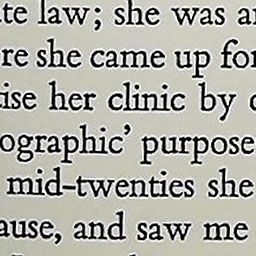 te law; she was a
re she came up for
ise her clinic by
ographic' purpose
mid-twenties she
ause, and saw me